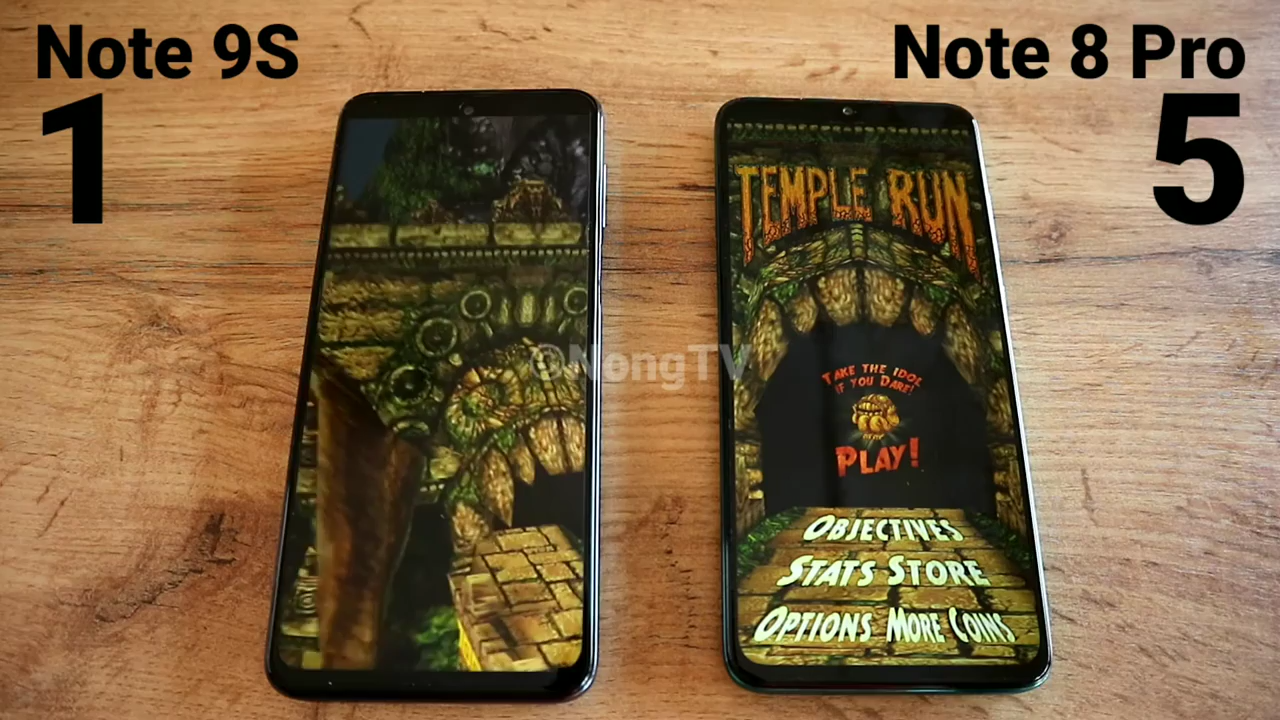 Note 9S
1
Note 8 Pro
5
©NongTV
TEMPLE RUN
TAKE THE IDOL
IF YOU DARE!
PLAY!
OBJECTIVES
STATS STORE
OPTIONS MORE COINS